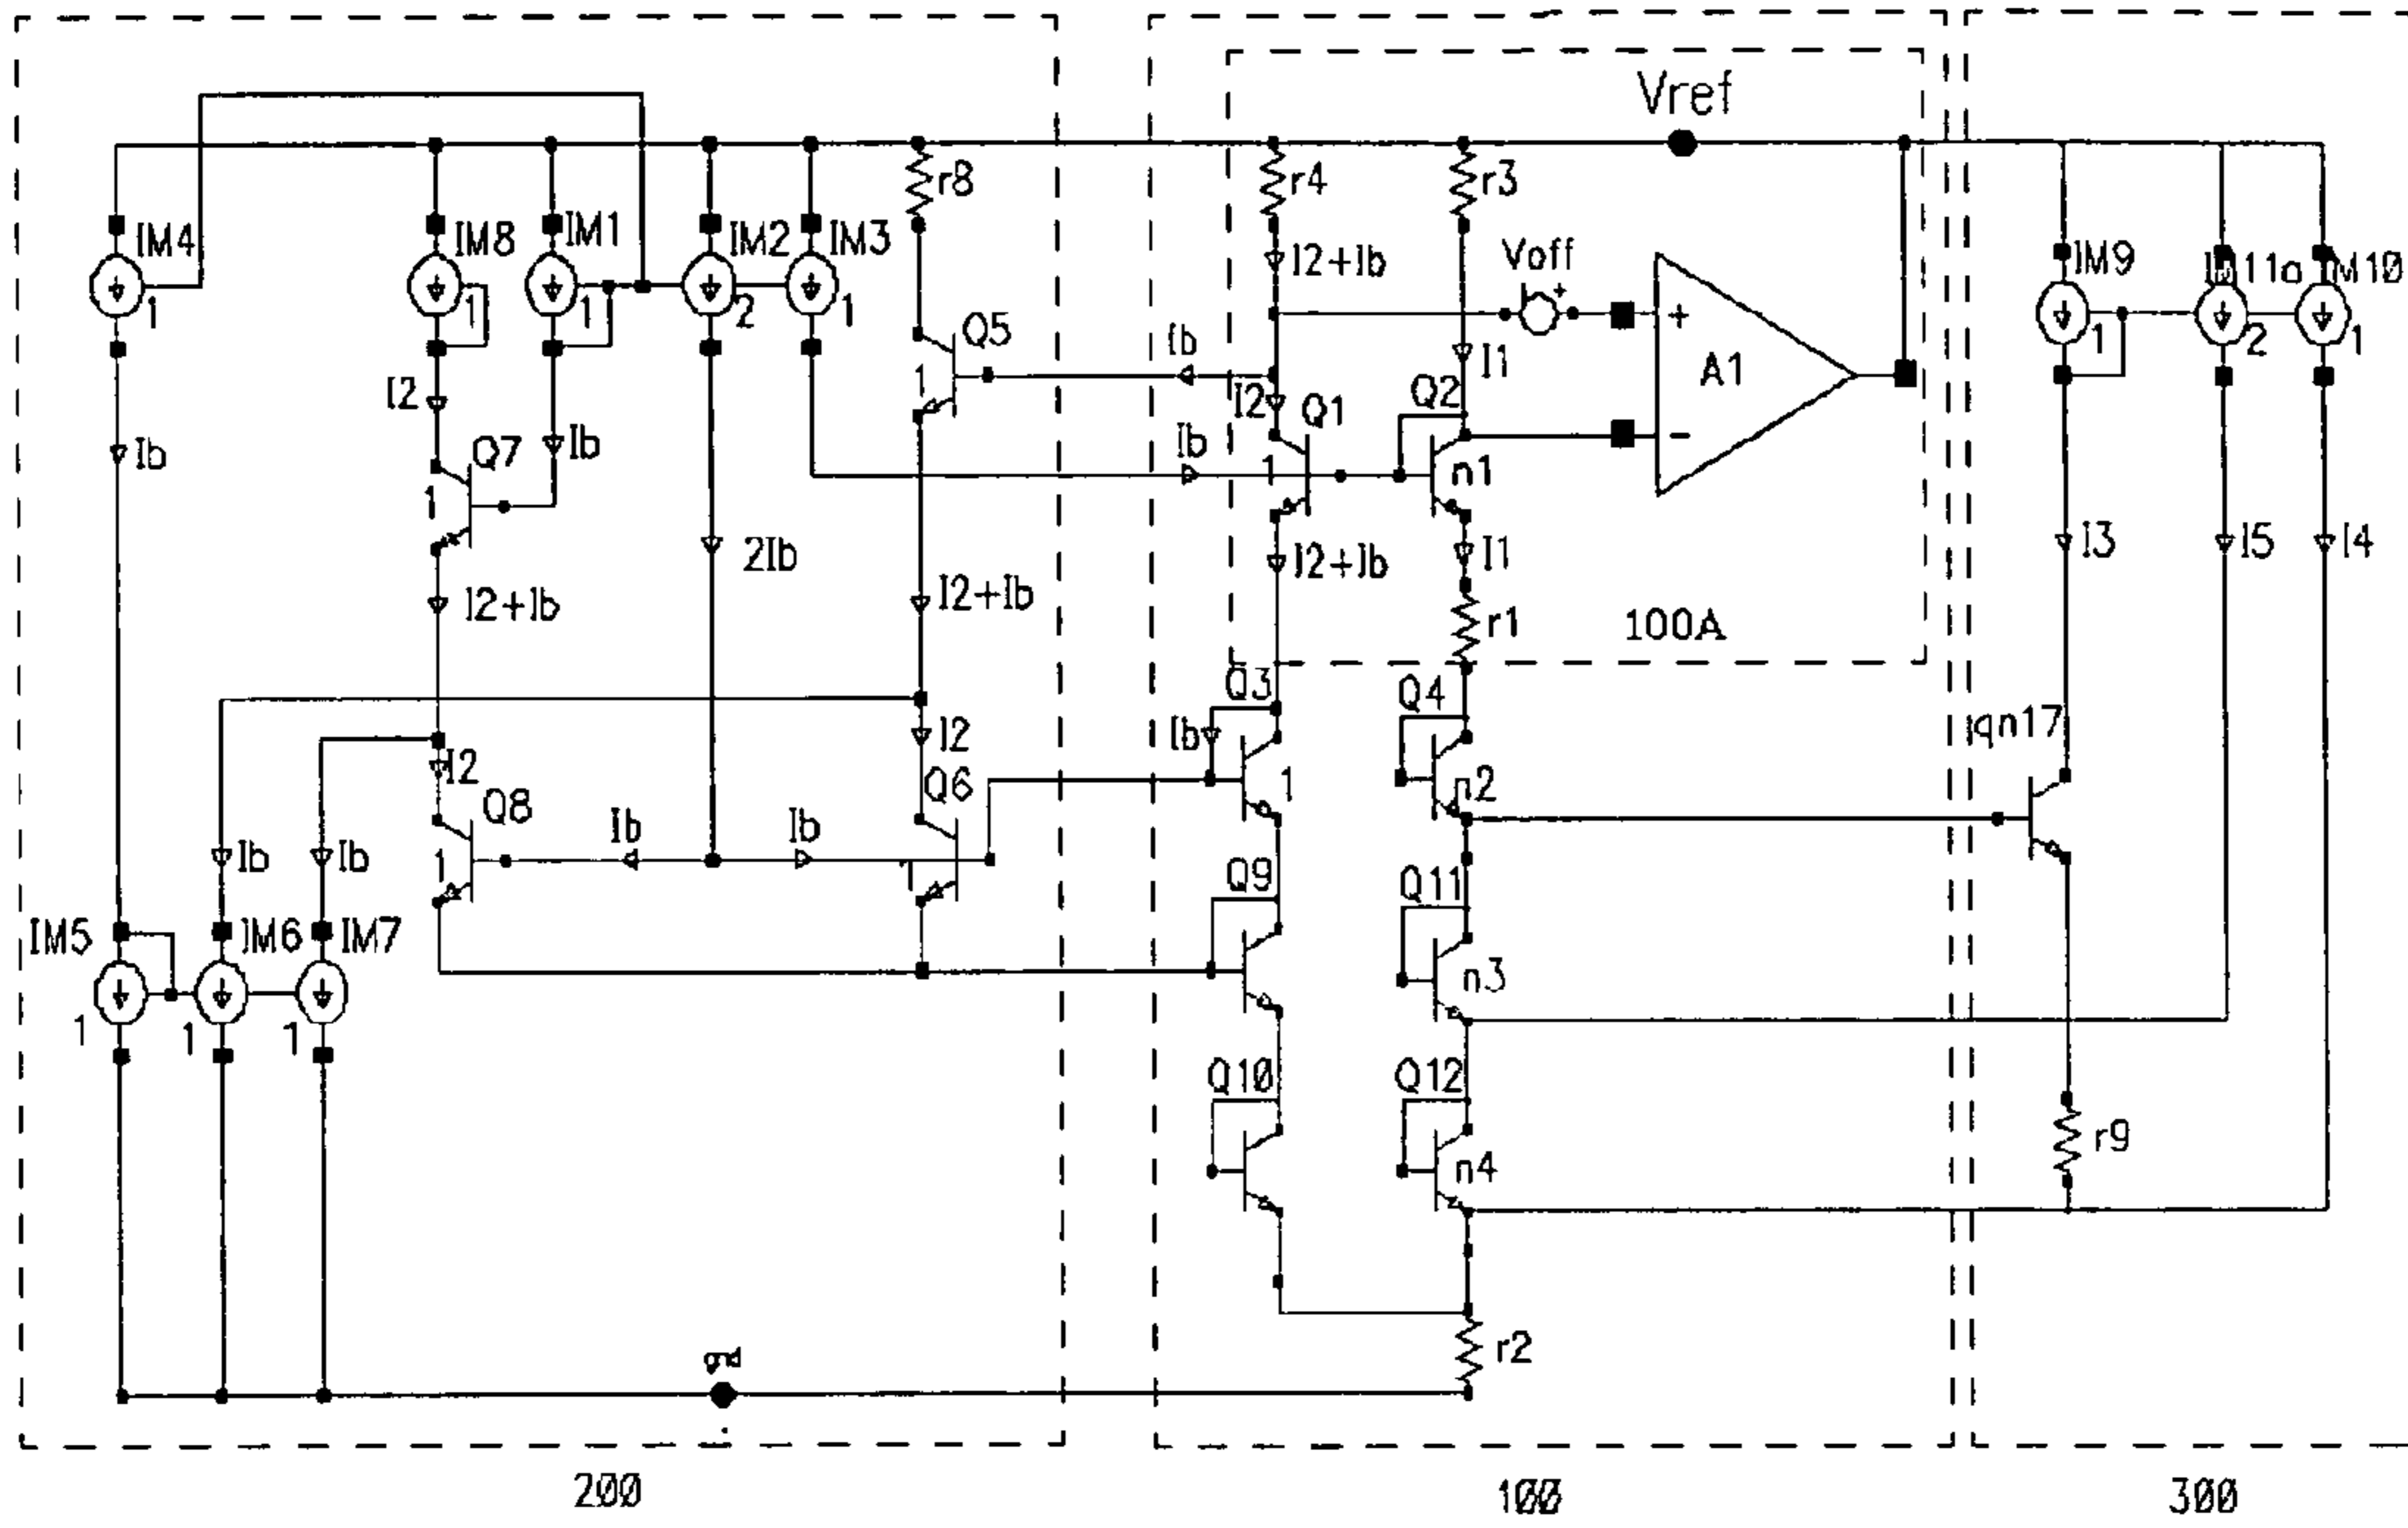 Vref
r8
r4
r3
IM4
IM8
IM1
IM2
IM3
1
1
1
2
1
I2+Ib
Voff
+
+
-
A1
IM9
IM10
1
2
1
Q5
1
Ib
I1
I2
Q1
Q2
1
n1
I2
Q7
1
Ib
Ib
Ib
2Ib
I2+Ib
I2+Ib
I2+Ib
I1
r1
100A
I3
I5
I4
Q3
Q4
Ib
1
n2
qn17
I2
I2
Q8
Q6
1
1
Ib
Ib
Ib
Ib
Q9
Q11
n3
IM5
IM6
IM7
1
1
1
Q10
Q12
n4
r9
r2
gnd
200
100
300